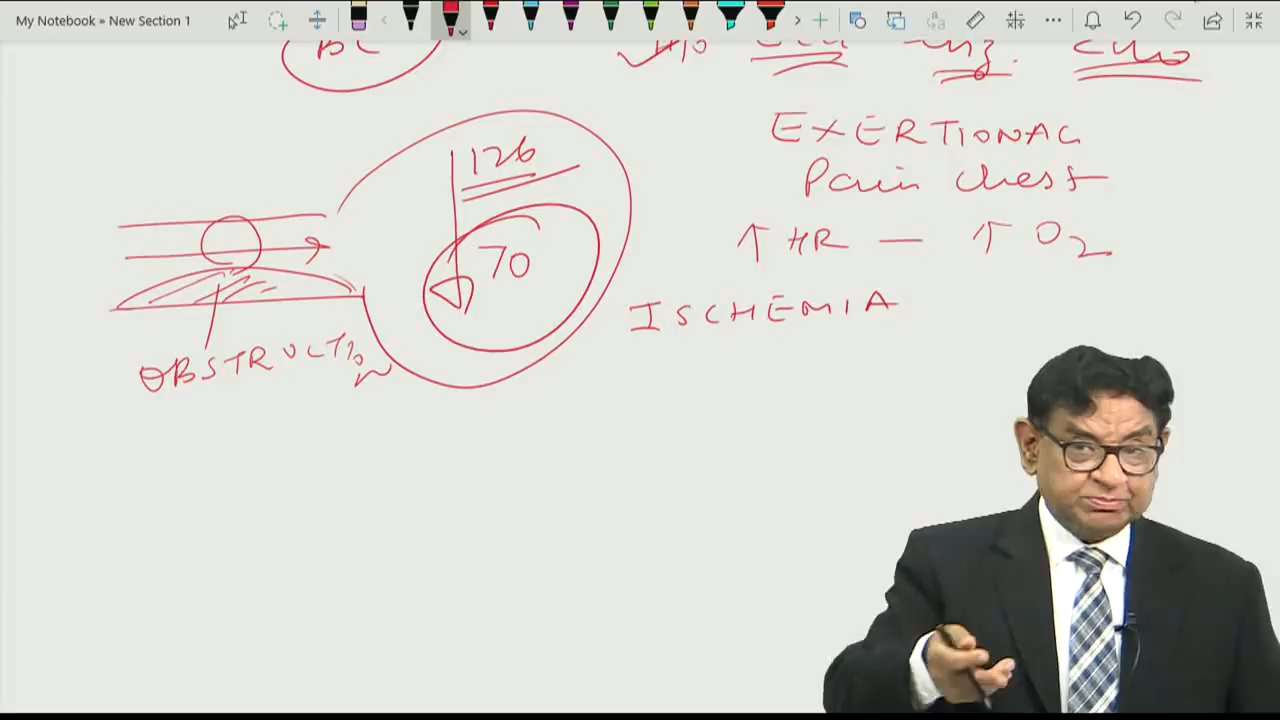 My Notebook » New Section 1
EXERTIONAL
Pain chest
126
70
↑ HR — ↑ O2
ISCHEMIA
OBSTRUCTION